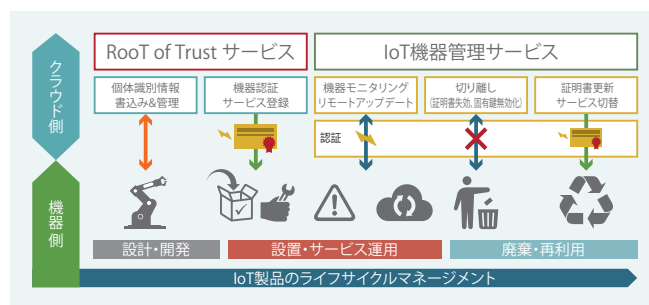 RooT of Trust サービス
IoT機器管理サービス
クラウド側
個体識別情報
書込み&管理
機器認証
サービス登録
機器モニタリング
リモートアップデート
切り離し
(証明書失効、固有鍵無効化)
証明書更新
サービス切替
認証
機器側
設計・開発
設置・サービス運用
廃棄・再利用
IoT製品のライフサイクルマネージメント